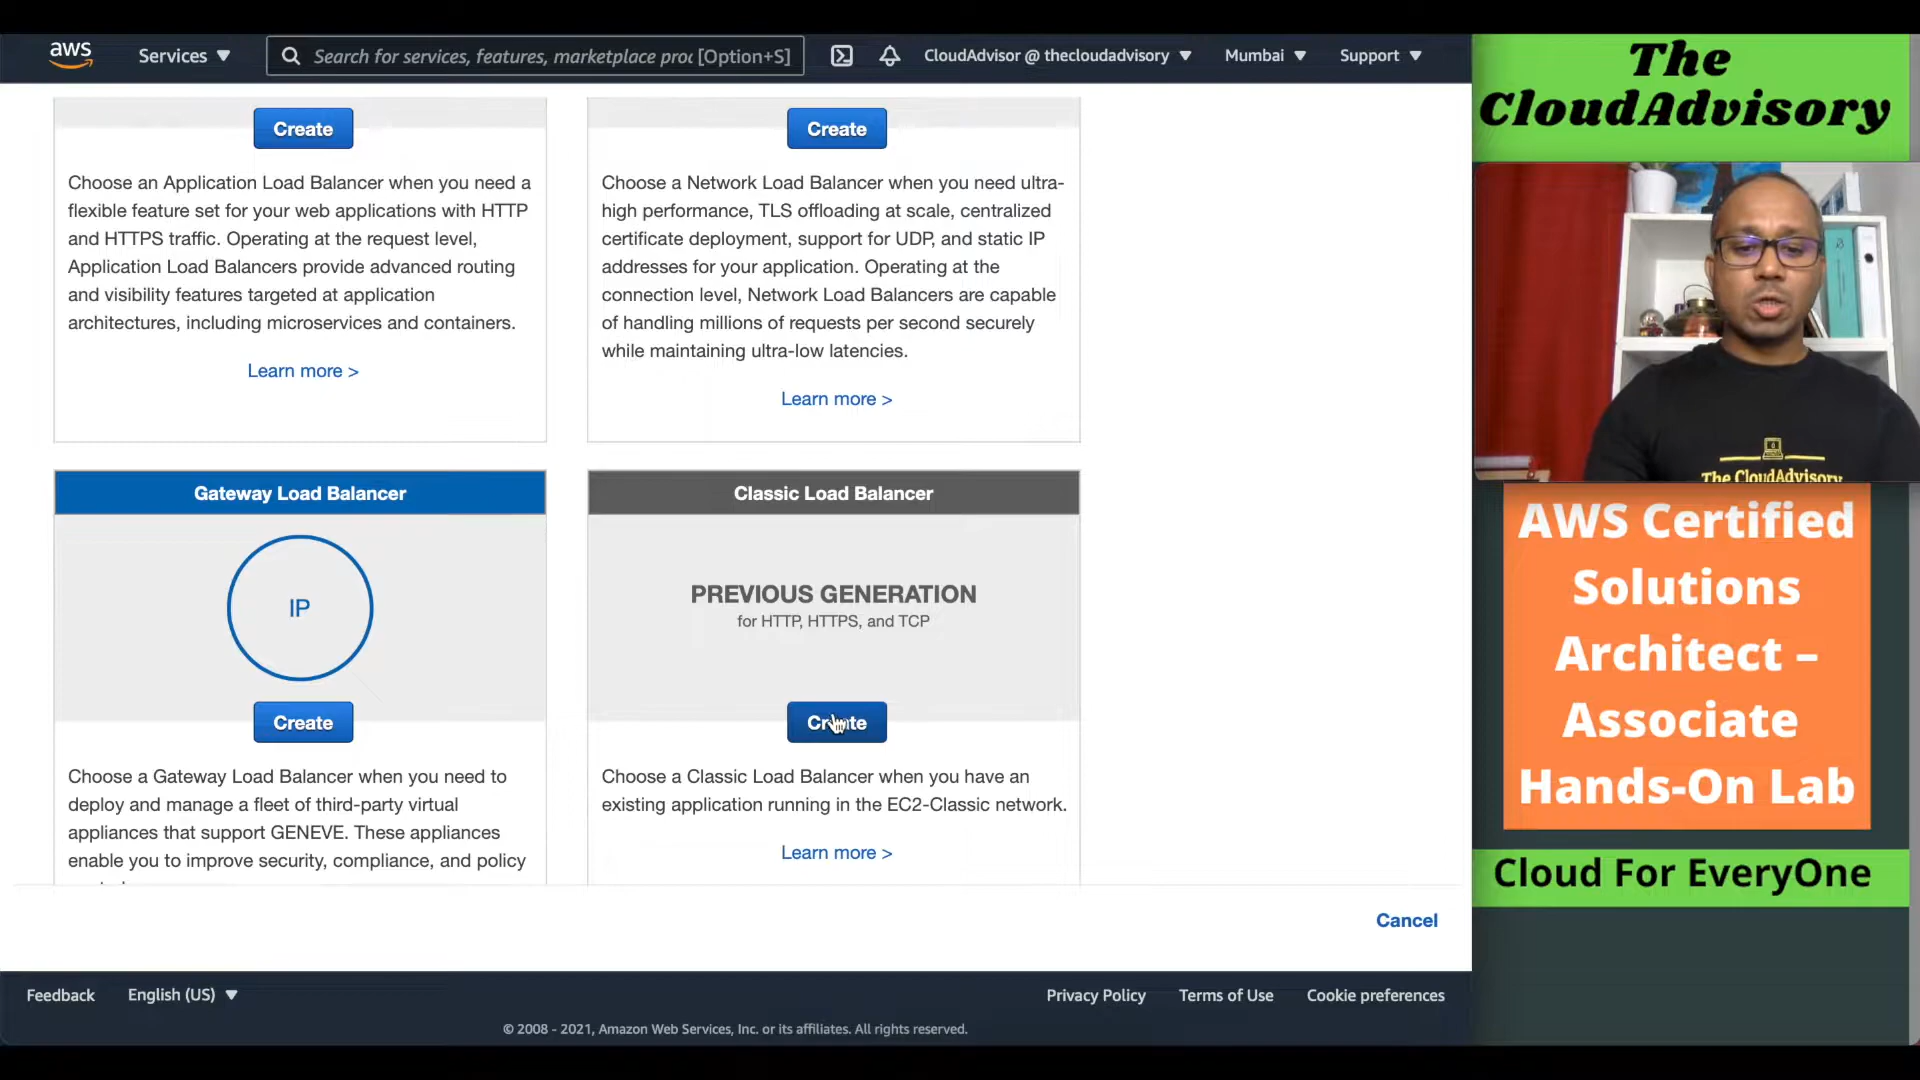 aws
Services
Search for services, features, marketplace proc [Option+S]
CloudAdvisor @ thecloudadvisory
Mumbai
Support
Create
Choose an Application Load Balancer when you need a
flexible feature set for your web applications with HTTP
and HTTPS traffic. Operating at the request level,
Application Load Balancers provide advanced routing
and visibility features targeted at application
architectures, including microservices and containers.
Learn more >
Create
Choose a Network Load Balancer when you need ultra-
high performance, TLS offloading at scale, centralized
certificate deployment, support for UDP, and static IP
addresses for your application. Operating at the
connection level, Network Load Balancers are capable
of handling millions of requests per second securely
while maintaining ultra-low latencies.
Learn more >
Gateway Load Balancer
IP
Create
Choose a Gateway Load Balancer when you need to
deploy and manage a fleet of third-party virtual
appliances that support GENEVE. These appliances
enable you to improve security, compliance, and policy
Classic Load Balancer
PREVIOUS GENERATION
for HTTP, HTTPS, and TCP
Create
Choose a Classic Load Balancer when you have an
existing application running in the EC2-Classic network.
Learn more >
Cancel
Feedback
English (US)
Privacy Policy
Terms of Use
Cookie preferences
© 2008 - 2021, Amazon Web Services, Inc. or its affiliates. All rights reserved.
The
CloudAdvisory
The CloudAdvisory
AWS Certified
Solutions
Architect –
Associate
Hands-On Lab
Cloud For EveryOne